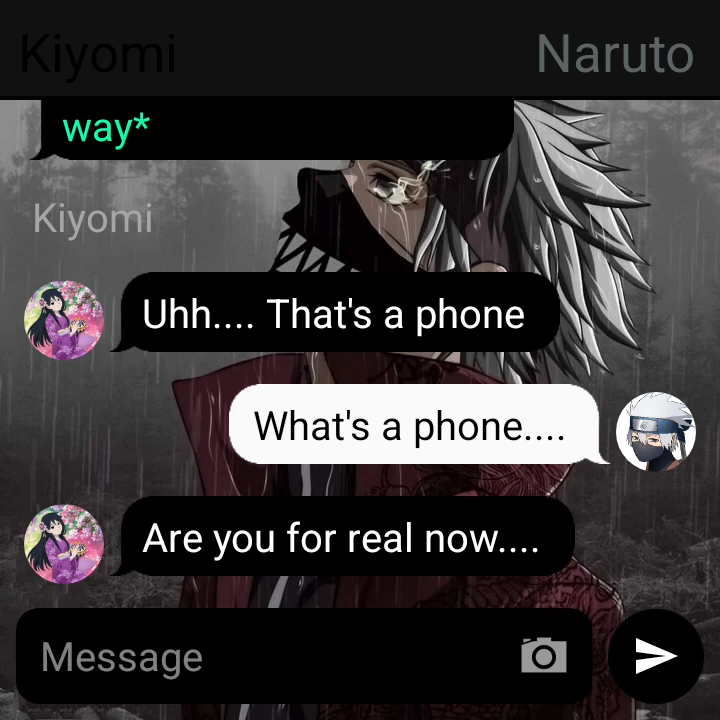 Kiyomi
Naruto
way*
Kiyomi
Uhh.... That's a phone
What's a phone....
Are you for real now....
Message